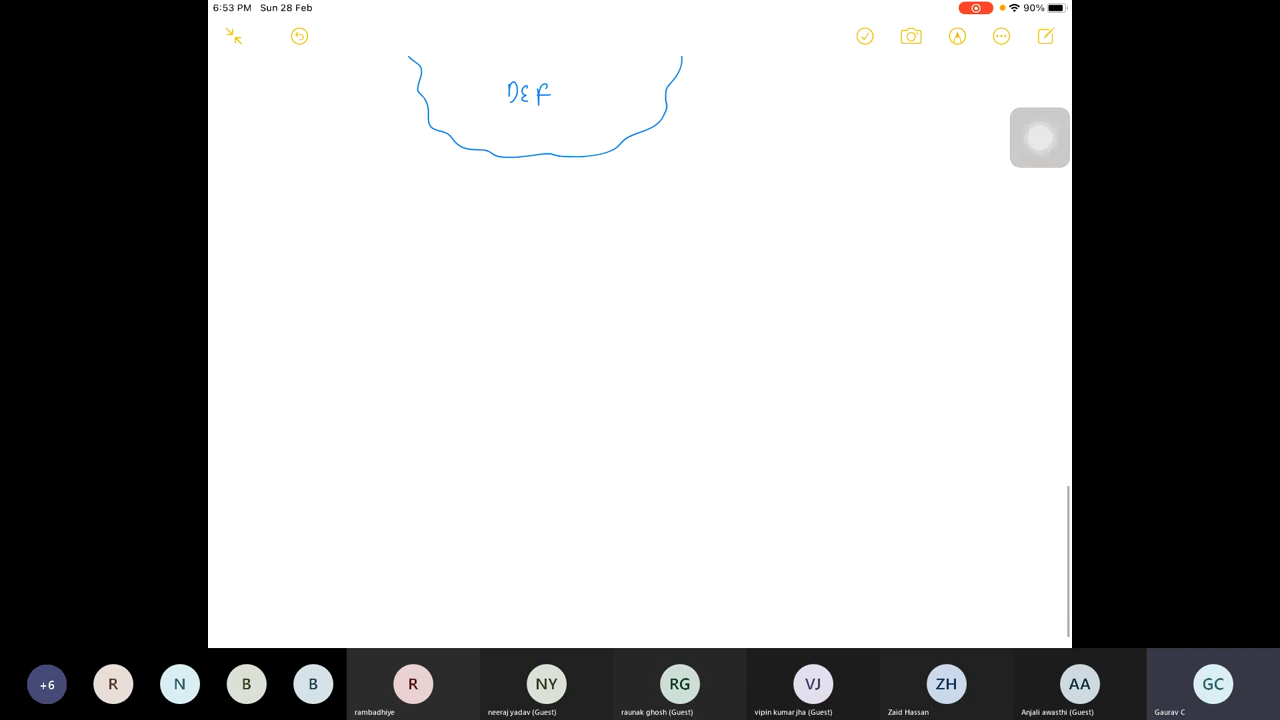 6:53 PM Sun 28 Feb 90%
DEF
+6 R N B B R NY RG VJ ZH AA GC
rambadhiye neeraj yadav (Guest) raunak ghosh (Guest) vipin kumar jha (Guest) Zaid Hassan Anjali awasthi (Guest) Gaurav C